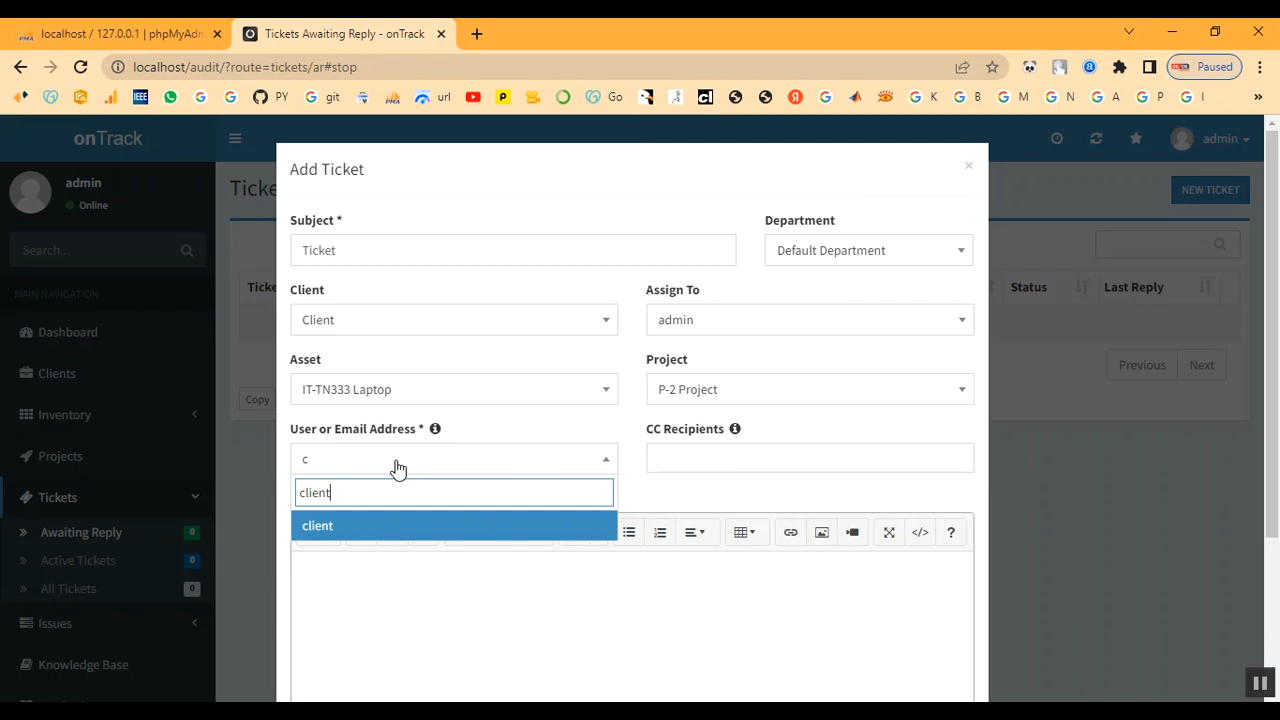 localhost / 127.0.0.1 | phpMyAdn
Tickets Awaiting Reply - onTrack
localhost/audit/?route=tickets/ar#stop
Paused
IEEE PY git url Go K B M N A P I »
onTrack
admin
admin
Online
Search...
MAIN NAVIGATION
Dashboard
Clients
Inventory
Projects
Tickets
Awaiting Reply 0
Active Tickets 0
All Tickets 0
Issues
Knowledge Base
NEW TICKET
Status
Last Reply
Previous
Next
Copy
Add Ticket
×
Subject *
Department
Ticket
Default Department
Client
Assign To
Client
admin
Asset
Project
IT-TN333 Laptop
P-2 Project
User or Email Address *
CC Recipients
c
client
client